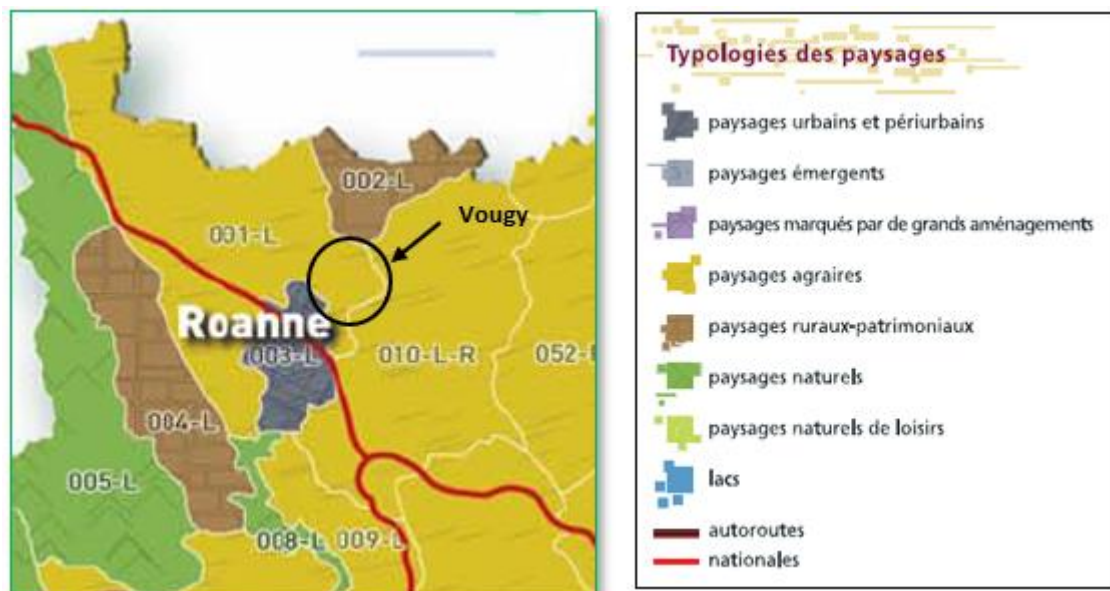 002-L
Vougy
001-L
Roanne
003-L
010-L-R
052-
004-L
005-L
008-L
009-L
Typologies des paysages
paysages urbains et périurbains
paysages émergents
paysages marqués par de grands aménagements
paysages agraires
paysages ruraux-patrimoniaux
paysages naturels
paysages naturels de loisirs
lacs
autoroutes
nationales